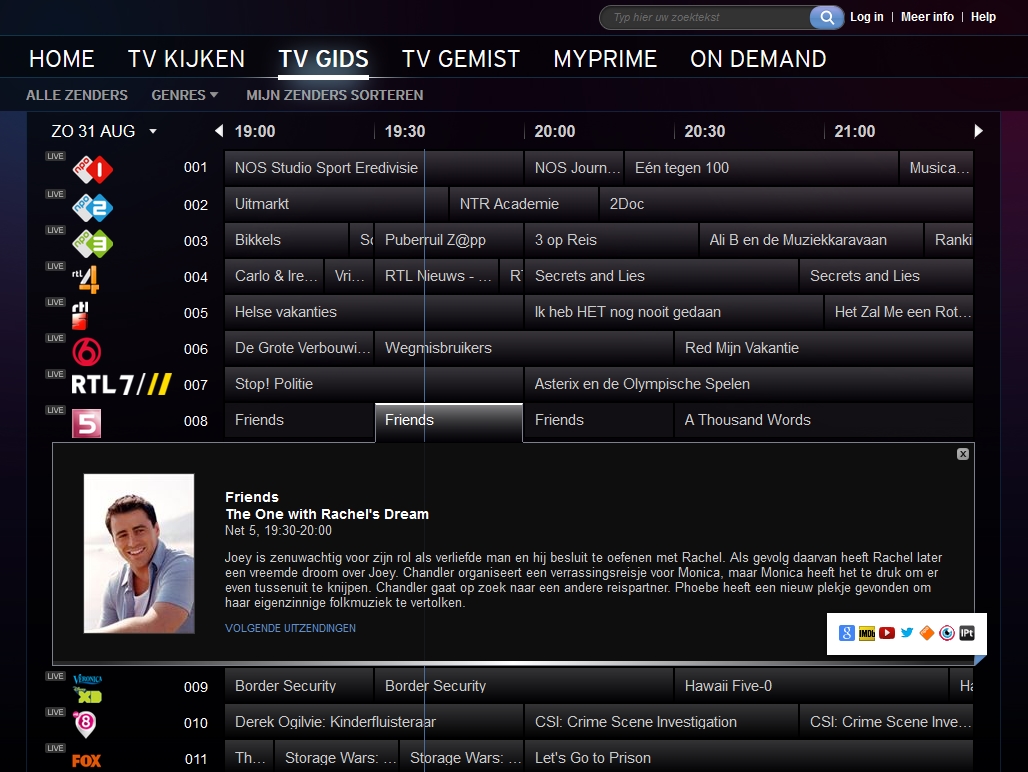 Typ hier uw zoektekst
Log in | Meer info | Help
HOME TV KIJKEN TV GIDS TV GEMIST MYPRIME ON DEMAND
ALLE ZENDERS GENRES MIJN ZENDERS SORTEREN
ZO 31 AUG 19:00 19:30 20:00 20:30 21:00
LIVE npo 1 001 NOS Studio Sport Eredivisie NOS Journ... Eén tegen 100 Musica...
LIVE npo 2 002 Uitmarkt NTR Academie 2Doc
LIVE npo 3 003 Bikkels Sc Puberruil Z@pp 3 op Reis Ali B en de Muziekkaravaan Ranki
LIVE rtl 4 004 Carlo & Ire... Vri... RTL Nieuws - ... RT Secrets and Lies Secrets and Lies
LIVE rtl 5 005 Helse vakanties Ik heb HET nog nooit gedaan Het Zal Me een Rot...
LIVE 6 006 De Grote Verbouwi... Wegmisbruikers Red Mijn Vakantie
LIVE RTL 7 007 Stop! Politie Asterix en de Olympische Spelen
LIVE 5 008 Friends Friends Friends A Thousand Words
x
Friends
The One with Rachel's Dream
Net 5, 19:30-20:00
Joey is zenuwachtig voor zijn rol als verliefde man en hij besluit te oefenen met Rachel. Als gevolg daarvan heeft Rachel later
een vreemde droom over Joey. Chandler organiseert een verrassingsreisje voor Monica, maar Monica heeft het te druk om er
even tussenuit te knijpen. Chandler gaat op zoek naar een andere reispartner. Phoebe heeft een nieuw plekje gevonden om
haar eigenzinnige folkmuziek te vertolken.
VOLGENDE UITZENDINGEN
8 IMDb IPt
LIVE VERONICA Disney XD 009 Border Security Border Security Hawaii Five-0 Ha
LIVE 8 010 Derek Ogilvie: Kinderfluisteraar CSI: Crime Scene Investigation CSI: Crime Scene Inve...
LIVE FOX 011 Th... Storage Wars: ... Storage Wars: ... Let's Go to Prison